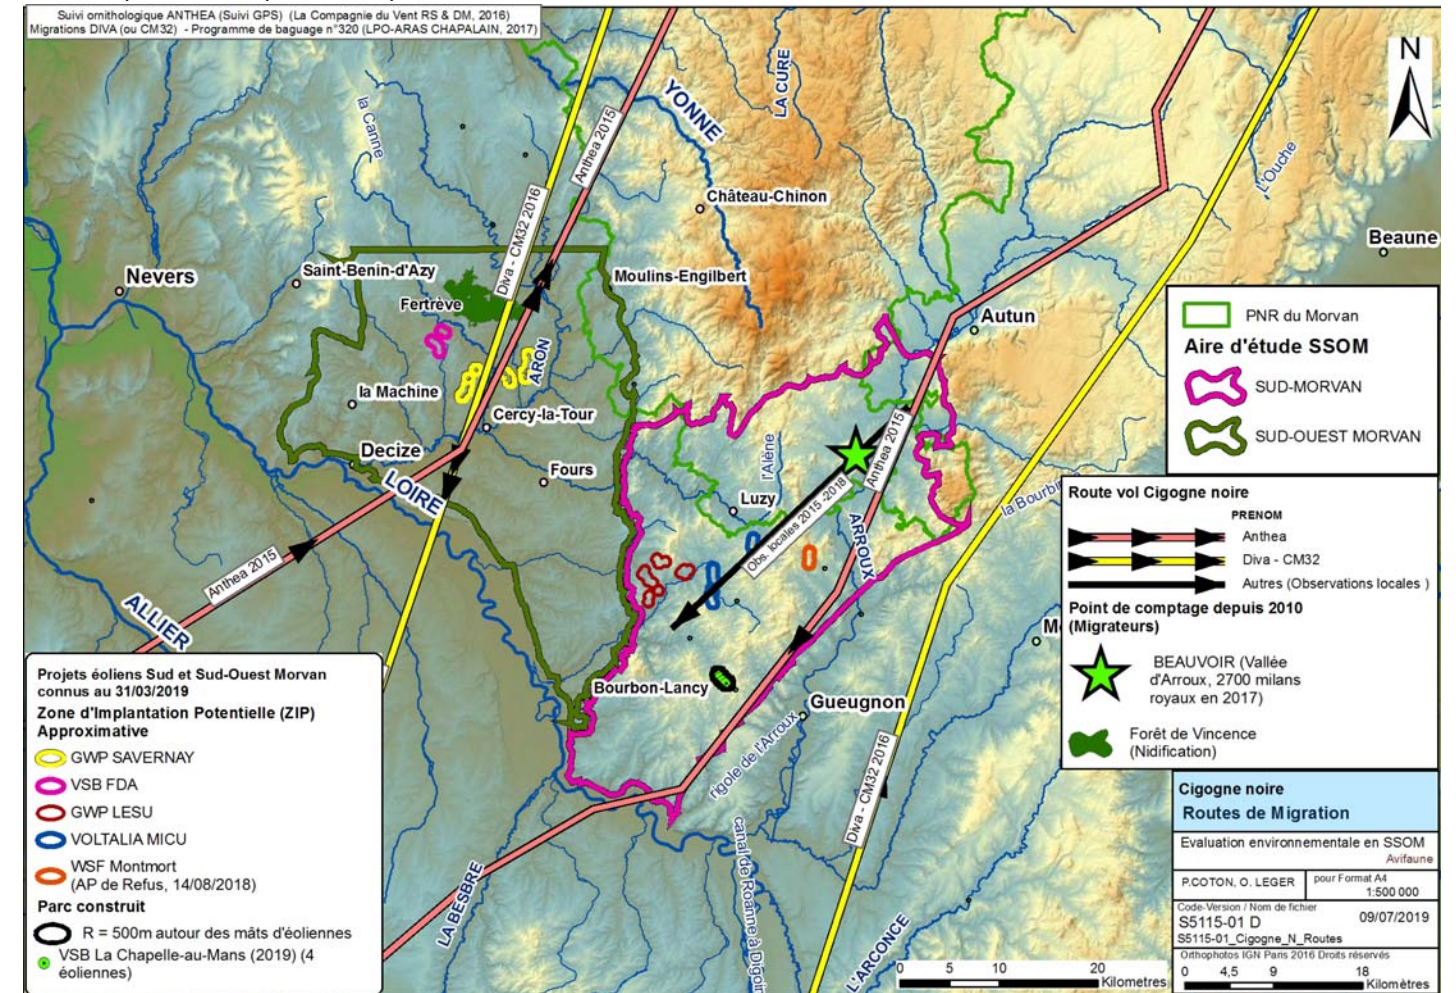 Suivi ornithologique ANTHEA (Suivi GPS) (La Compagnie du Vent RS & DM, 2016)
Migrations DIVA (ou CM32) - Programme de baguage n°320 (LPO-ARAS CHAPALAIN, 2017)
N
YONNE
LA CURE
la Canne
Anthea 2015
Diva - CM32 2016
Château-Chinon
L'Ouche
Beaune
Nevers
Saint-Benin-d'Azy
Moulins-Engilbert
Fertrève
ARON
Autun
la Machine
Cercy-la-Tour
Decize
LOIRE
Fours
l'Alène
Luzy
Anthea 2015
Obs. locales 2015 -2018
ARROUX
Anthea 2015
ALLIER
Bourbon-Lancy
Gueugnon
rigole de l'Arroux
Diva - CM32 2016
LA BESBRE
canal de Roanne à Digoin
L'ARCONCE
PNR du Morvan
Aire d'étude SSOM
SUD-MORVAN
SUD-OUEST MORVAN
Route vol Cigogne noire
PRENOM
Anthea
Diva - CM32
Autres (Observations locales )
Point de comptage depuis 2010
(Migrateurs)
BEAUVOIR (Vallée
d'Arroux, 2700 milans
royaux en 2017)
Forêt de Vincence
(Nidification)
Projets éoliens Sud et Sud-Ouest Morvan
connus au 31/03/2019
Zone d'Implantation Potentielle (ZIP)
Approximative
GWP SAVERNAY
VSB FDA
GWP LESU
VOLTALIA MICU
WSF Montmort
(AP de Refus, 14/08/2018)
Parc construit
R = 500m autour des mâts d'éoliennes
VSB La Chapelle-au-Mans (2019) (4
éoliennes)
Cigogne noire
Routes de Migration
Evaluation environnementale en SSOM
Avifaune
P.COTON, O. LEGER
pour Format A4
1:500 000
Code-Version / Nom de fichier
S5115-01 D
09/07/2019
S5115-01_Cigogne_N_Routes
Orthophotos IGN Paris 2016 Droits réservés
0 4,5 9 18
Kilomètres
0 5 10 20
Kilometres